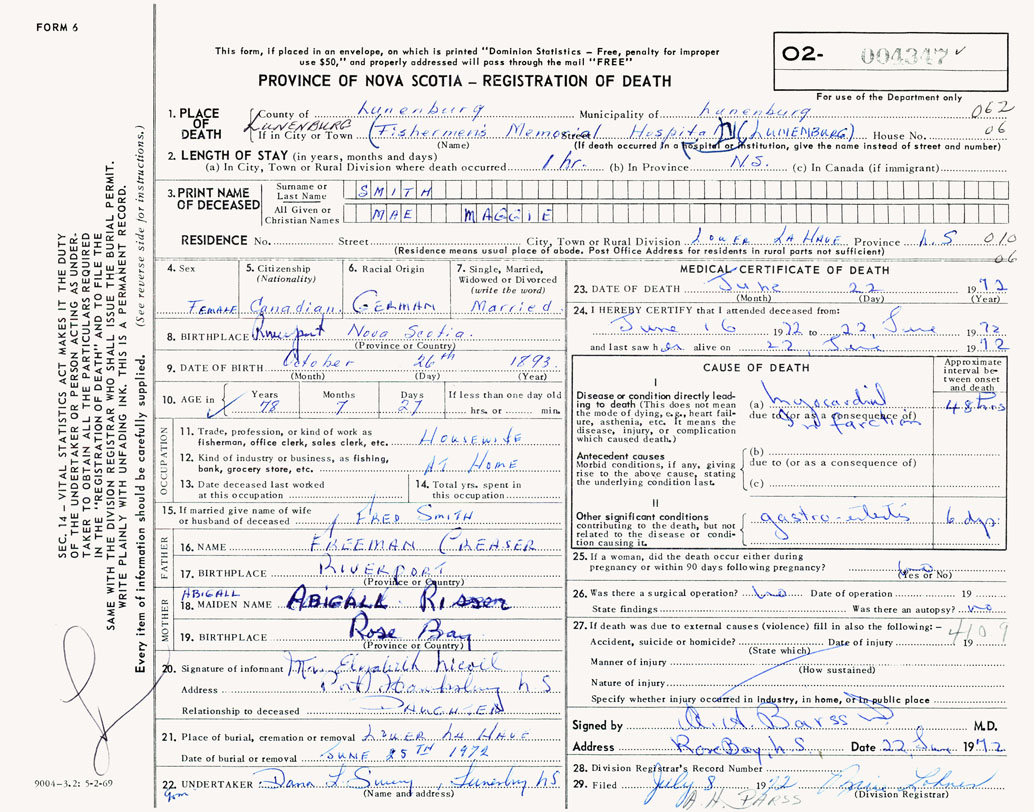 FORM 6
This form, if placed in an envelope, on which is printed "Dominion Statistics – Free, penalty for improper
use $50," and properly addressed will pass through the mail "FREE"
PROVINCE OF NOVA SCOTIA – REGISTRATION OF DEATH
O2- 004347
For use of the Department only
062
06
1. PLACE OF DEATH
County of Lunenburg Municipality of Lunenburg
LUNENBURG
If in City or Town (Fishermens Memorial Street Hospital (LUNENBURG) House No.
(Name) (If death occurred in a hospital or institution, give the name instead of street and number)
2. LENGTH OF STAY (in years, months and days)
(a) In City, Town or Rural Division where death occurred 1 hr. (b) In Province N.S. (c) In Canada (if immigrant)
3. PRINT NAME OF DECEASED
Surname or Last Name SMITH
All Given or Christian Names MAE MAGGIE
RESIDENCE No. Street City, Town or Rural Division LOWER LAHAVE Province N.S 010
06
(Residence means usual place of abode. Post Office Address for residents in rural parts not sufficient)
4. Sex FEMALE
5. Citizenship (Nationality) Canadian
6. Racial Origin GERMAN
7. Single, Married, Widowed or Divorced (write the word) Married
8. BIRTHPLACE Riverport Nova Scotia
(Province or Country)
9. DATE OF BIRTH October 26th 1893
(Month) (Day) (Year)
10. AGE in Years 78 Months 7 Days 27 If less than one day old hrs. or min.
OCCUPATION
11. Trade, profession, or kind of work as fisherman, office clerk, sales clerk, etc. HOUSEWIFE
12. Kind of industry or business, as fishing, bank, grocery store, etc. AT HOME
13. Date deceased last worked at this occupation
14. Total yrs. spent in this occupation
15. If married give name of wife or husband of deceased FRED SMITH
FATHER
16. NAME FREEMAN CREASER
17. BIRTHPLACE RIVERPORT
(Province or Country)
MOTHER
ABIGALL
18. MAIDEN NAME ABIGALL RISSER
19. BIRTHPLACE Rose Bay
(Province or Country)
20. Signature of informant Mrs Elizabeth
Address Port Hawkesbury N S
Relationship to deceased DAUGHTER
21. Place of burial, cremation or removal LOWER LA HAVE
Date of burial or removal JUNE 25TH 1972
22. UNDERTAKER Dana L. Sweeny, Lunenburg NS
(Name and address)
MEDICAL CERTIFICATE OF DEATH
23. DATE OF DEATH June 22 1972
(Month) (Day) (Year)
24. I HEREBY CERTIFY that I attended deceased from:
June 16 1972 to 22 June 1972
and last saw her alive on 22 June 1972
CAUSE OF DEATH
Approximate interval between onset and death
I
Disease or condition directly leading to death (This does not mean the mode of dying, e.g., heart failure, asthenia, etc. It means the disease, injury, or complication which caused death.)
(a) Myocardial 48 hrs
due to (or as a consequence of)
Infarction
Antecedent causes
Morbid conditions, if any, giving rise to the above cause, stating the underlying condition last.
(b)
due to (or as a consequence of)
(c)
II
Other significant conditions contributing to the death, but not related to the disease or condition causing it.
gastro-enteritis 6 dys.
25. If a woman, did the death occur either during pregnancy or within 90 days following pregnancy? no
(Yes or No)
26. Was there a surgical operation? no Date of operation 19
State findings Was there an autopsy? no
27. If death was due to external causes (violence) fill in also the following: –
4109
Accident, suicide or homicide? Date of injury 19
(State which)
Manner of injury
(How sustained)
Nature of injury
Specify whether injury occurred in industry, in home, or in public place
Signed by A. H. Barss M.D.
Address Rose Bay, N.S. Date 22 June 1972
28. Division Registrar's Record Number
29. Filed July 8 1972
(Division Registrar)
A.H. BARSS
SEC. 14 – VITAL STATISTICS ACT MAKES IT THE DUTY
OF THE UNDERTAKER OR PERSON ACTING AS UNDER-
TAKER TO OBTAIN ALL THE PARTICULARS REQUIRED
IN THE "REGISTRATION OF DEATH" AND TO FILE THE
SAME WITH THE DIVISION REGISTRAR WHO SHALL ISSUE THE BURIAL PERMIT.
WRITE PLAINLY WITH UNFADING INK. THIS IS A PERMANENT RECORD.
Every item of information should be carefully supplied. (See reverse side for instructions.)
9004-3.2: 5-2-69